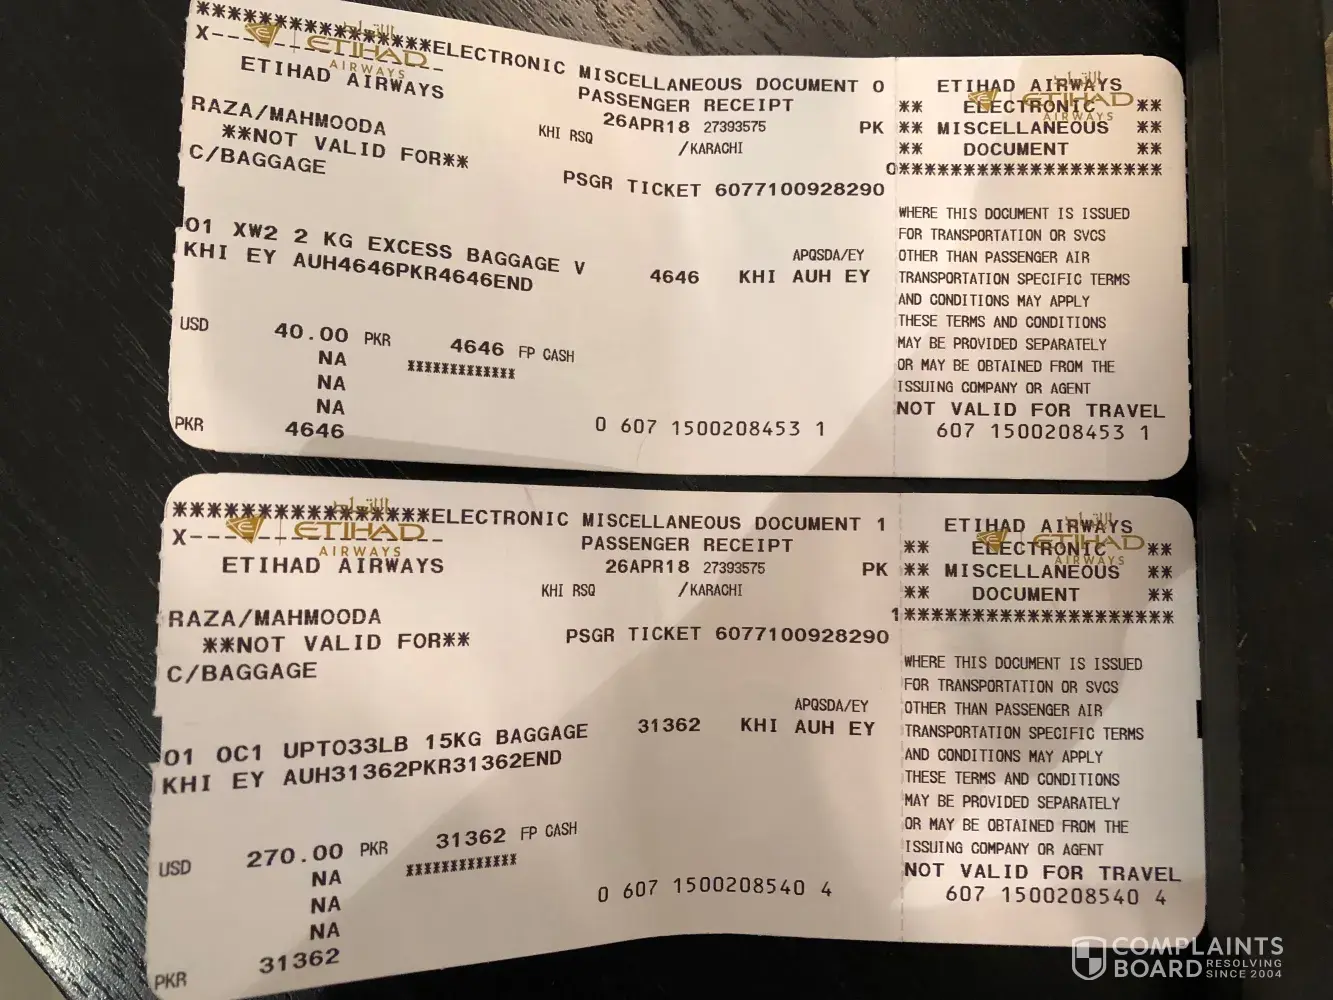 ****************ELECTRONIC MISCELLANEOUS DOCUMENT 0
X---
ETIHAD
AIRWAYS
ETIHAD AIRWAYS
PASSENGER RECEIPT
26APR18 27393575 PK
RAZA/MAHMOODA
KHI RSQ /KARACHI
**NOT VALID FOR**
C/BAGGAGE
PSGR TICKET 6077100928290
01 XW2 2 KG EXCESS BAGGAGE V
APQSDA/EY
KHI EY AUH4646PKR4646END 4646 KHI AUH EY
USD 40.00 PKR 4646 FP CASH
NA *************
NA
NA
PKR 4646 0 607 1500208453 1
ETIHAD AIRWAYS
ETIHAD
AIRWAYS
** ELECTRONIC **
** MISCELLANEOUS **
** DOCUMENT **
0*********************
WHERE THIS DOCUMENT IS ISSUED
FOR TRANSPORTATION OR SVCS
OTHER THAN PASSENGER AIR
TRANSPORTATION SPECIFIC TERMS
AND CONDITIONS MAY APPLY
THESE TERMS AND CONDITIONS
MAY BE PROVIDED SEPARATELY
OR MAY BE OBTAINED FROM THE
ISSUING COMPANY OR AGENT
NOT VALID FOR TRAVEL
607 1500208453 1
****************ELECTRONIC MISCELLANEOUS DOCUMENT 1
X---
ETIHAD
AIRWAYS
ETIHAD AIRWAYS
PASSENGER RECEIPT
26APR18 27393575 PK
KHI RSQ /KARACHI
RAZA/MAHMOODA
**NOT VALID FOR**
PSGR TICKET 6077100928290
C/BAGGAGE
APQSDA/EY
01 OC1 UPTO33LB 15KG BAGGAGE 31362 KHI AUH EY
KHI EY AUH31362PKR31362END
USD 270.00 PKR 31362 FP CASH
NA *************
NA
NA
PKR 31362 0 607 1500208540 4
ETIHAD AIRWAYS
ETIHAD
AIRWAYS
** ELECTRONIC **
** MISCELLANEOUS **
** DOCUMENT **
1*********************
WHERE THIS DOCUMENT IS ISSUED
FOR TRANSPORTATION OR SVCS
OTHER THAN PASSENGER AIR
TRANSPORTATION SPECIFIC TERMS
AND CONDITIONS MAY APPLY
THESE TERMS AND CONDITIONS
MAY BE PROVIDED SEPARATELY
OR MAY BE OBTAINED FROM THE
ISSUING COMPANY OR AGENT
NOT VALID FOR TRAVEL
607 1500208540 4
COMPLAINTS
BOARD RESOLVING
SINCE 2004